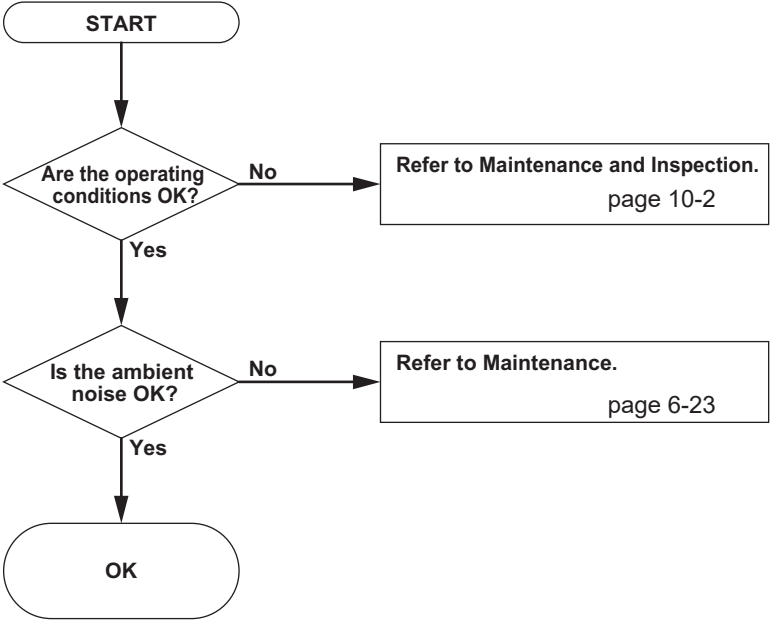 START
Are the operating
conditions OK?
No
Refer to Maintenance and Inspection.
page 10-2
Yes
Is the ambient
noise OK?
No
Refer to Maintenance.
page 6-23
Yes
OK